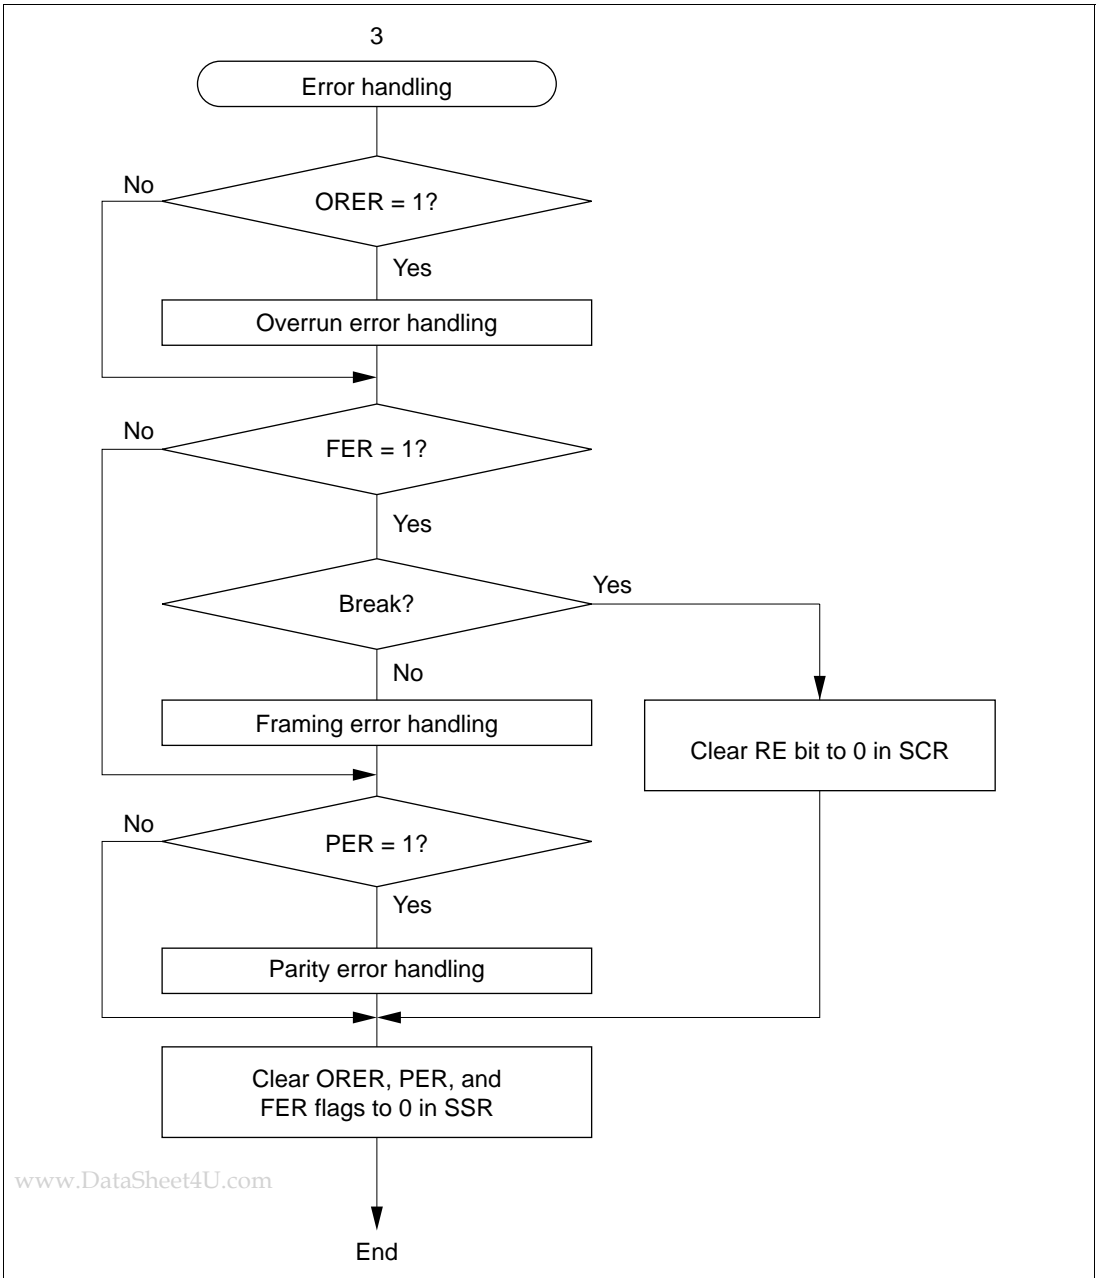 3
Error handling
No
ORER = 1?
Yes
Overrun error handling
No
FER = 1?
Yes
Break?
Yes
No
Framing error handling
Clear RE bit to 0 in SCR
No
PER = 1?
Yes
Parity error handling
Clear ORER, PER, and
FER flags to 0 in SSR
www.DataSheet4U.com
End